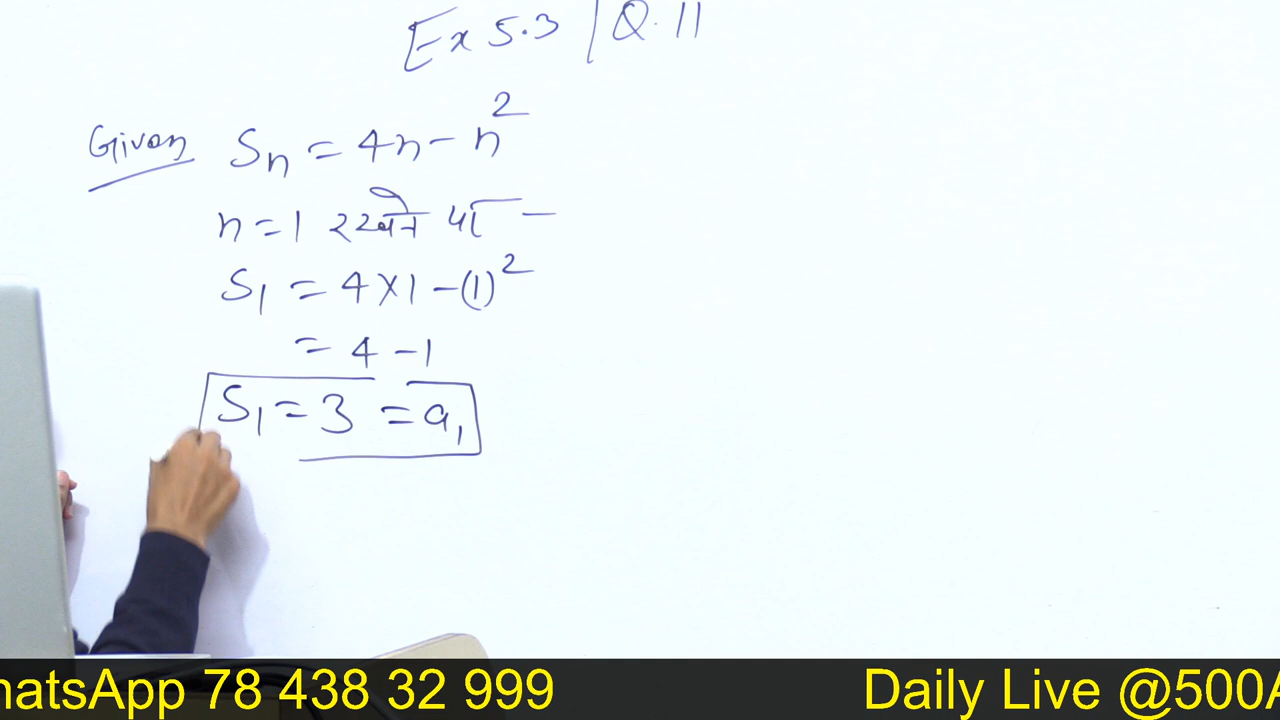 Ex 5.3 / Q.11
Given Sn = 4n - n²
n = 1 रखने पर -
S₁ = 4 × 1 - (1)²
= 4 - 1
S₁ = 3 = a₁
hatsApp 78 438 32 999 Daily Live @500A